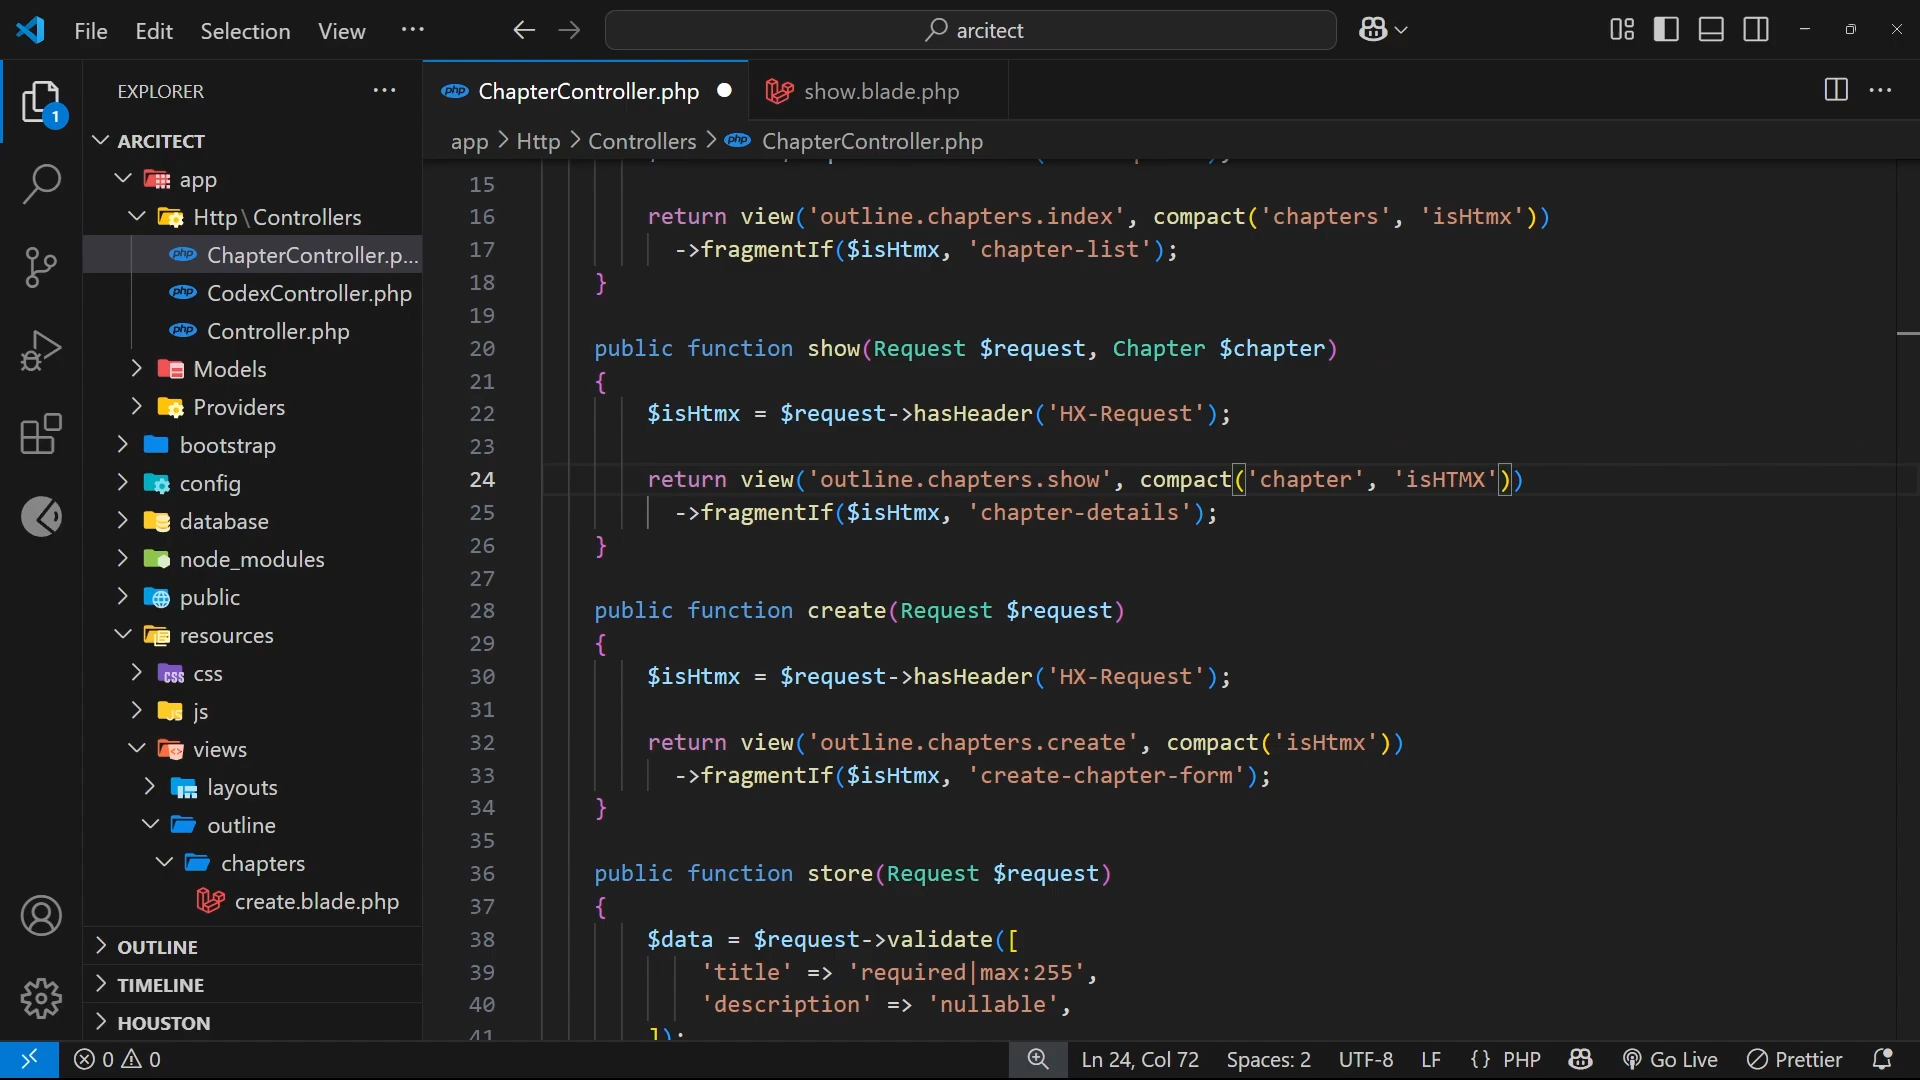 File Edit Selection View ···
arcitect
EXPLORER ···
ARCITECT
app
Http\Controllers
ChapterController.p...
CodexController.php
Controller.php
Models
Providers
bootstrap
config
database
node_modules
public
resources
css
js
views
layouts
outline
chapters
create.blade.php
OUTLINE
TIMELINE
HOUSTON
1
ChapterController.php
show.blade.php
app > Http > Controllers > ChapterController.php
15
16 return view('outline.chapters.index', compact('chapters', 'isHtmx'))
17 ->fragmentIf($isHtmx, 'chapter-list');
18 }
19
20 public function show(Request $request, Chapter $chapter)
21 {
22 $isHtmx = $request->hasHeader('HX-Request');
23
24 return view('outline.chapters.show', compact('chapter', 'isHTMX'))
25 ->fragmentIf($isHtmx, 'chapter-details');
26 }
27
28 public function create(Request $request)
29 {
30 $isHtmx = $request->hasHeader('HX-Request');
31
32 return view('outline.chapters.create', compact('isHtmx'))
33 ->fragmentIf($isHtmx, 'create-chapter-form');
34 }
35
36 public function store(Request $request)
37 {
38 $data = $request->validate([
39 'title' => 'required|max:255',
40 'description' => 'nullable',
41 ]);
0 0
Ln 24, Col 72 Spaces: 2 UTF-8 LF {} PHP Go Live Prettier